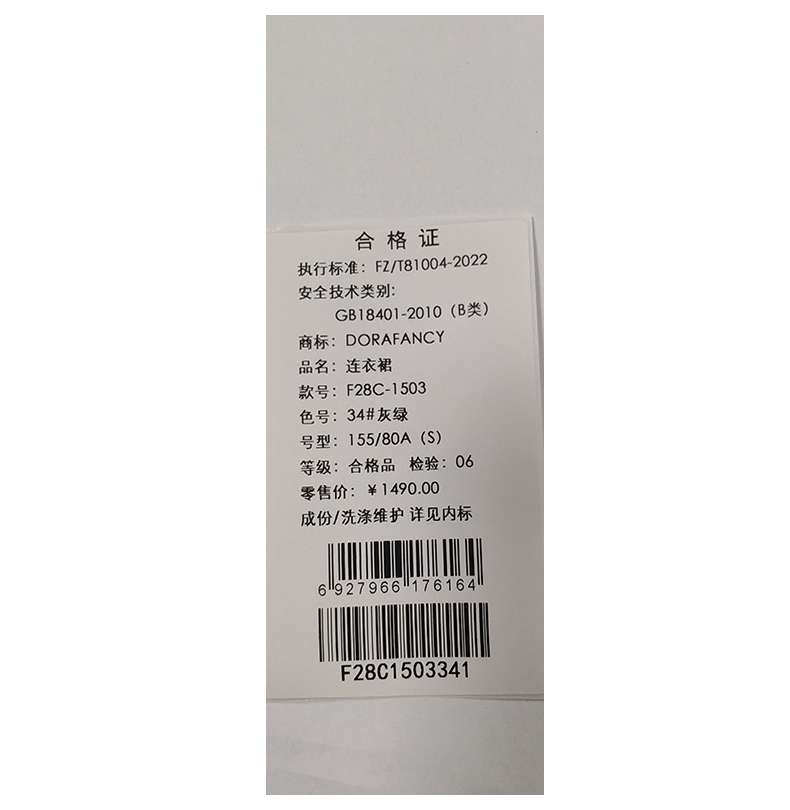 合格证
执行标准：FZ/T81004-2022
安全技术类别:
GB18401-2010（B类）
商标：DORAFANCY
品名：连衣裙
款号：F28C-1503
色号：34#灰绿
号型：155/80A（S）
等级：合格品 检验：06
零售价：￥1490.00
成份/洗涤维护 详见内标
6 927966 176164
F28C1503341